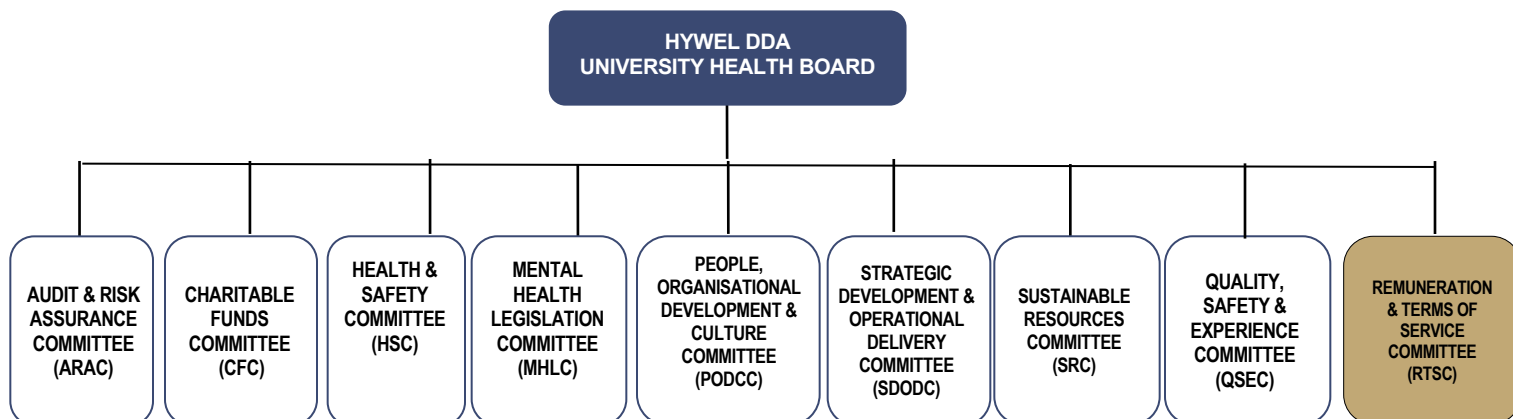 HYWEL DDA
UNIVERSITY HEALTH BOARD
AUDIT & RISK
ASSURANCE
COMMITTEE
(ARAC)
CHARITABLE
FUNDS
COMMITTEE
(CFC)
HEALTH &
SAFETY
COMMITTEE
(HSC)
MENTAL
HEALTH
LEGISLATION
COMMITTEE
(MHLC)
PEOPLE,
ORGANISATIONAL
DEVELOPMENT &
CULTURE
COMMITTEE
(PODCC)
STRATEGIC
DEVELOPMENT &
OPERATIONAL
DELIVERY
COMMITTEE
(SDODC)
SUSTAINABLE
RESOURCES
COMMITTEE
(SRC)
QUALITY,
SAFETY &
EXPERIENCE
COMMITTEE
(QSEC)
REMUNERATION
& TERMS OF
SERVICE
COMMITTEE
(RTSC)